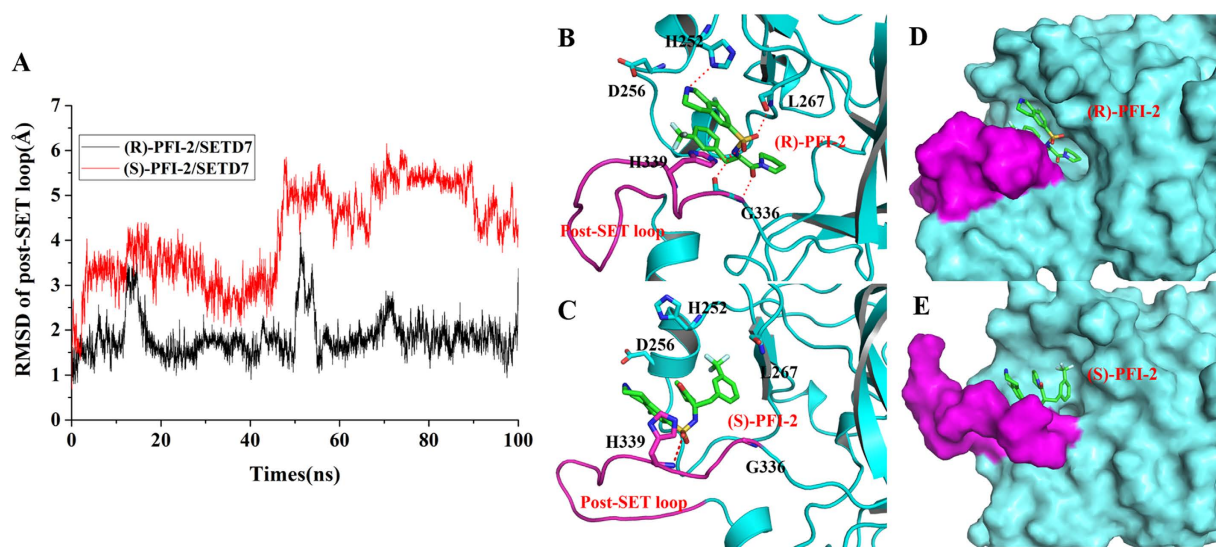 A
RMSD of post-SET loop(Å)
7
6
5
4
3
2
1
0
(R)-PFI-2/SETD7
(S)-PFI-2/SETD7
0
20
40
60
80
100
Times(ns)
B
H252
D256
L267
(R)-PFI-2
H339
G336
Post-SET loop
C
H252
D256
L267
(S)-PFI-2
H339
G336
Post-SET loop
D
(R)-PFI-2
E
(S)-PFI-2